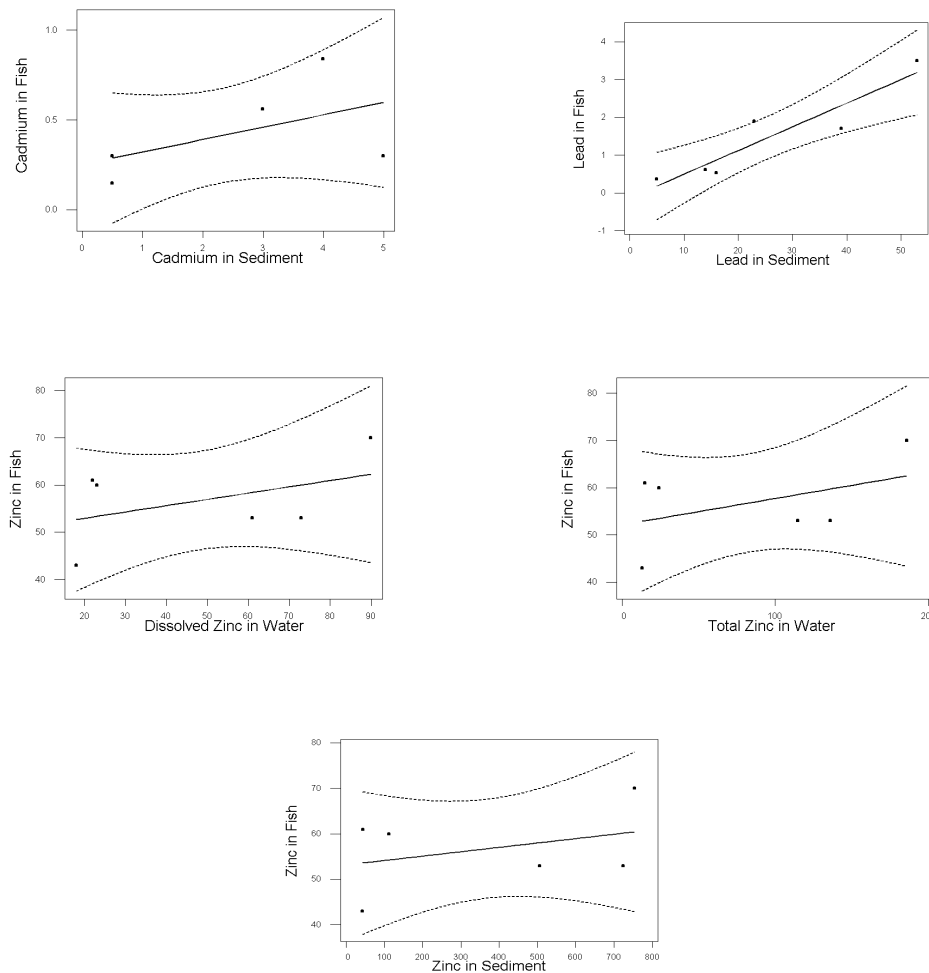 1.0
0.5
0.0
Cadmium in Fish
0 1 2 3 4 5
Cadmium in Sediment
4
3
2
1
0
-1
Lead in Fish
0 10 20 30 40 50
Lead in Sediment
80
70
60
50
40
Zinc in Fish
20 30 40 50 60 70 80 90
Dissolved Zinc in Water
80
70
60
50
40
Zinc in Fish
0 100 20
Total Zinc in Water
80
70
60
50
40
Zinc in Fish
0 100 200 300 400 500 600 700 800
Zinc in Sediment